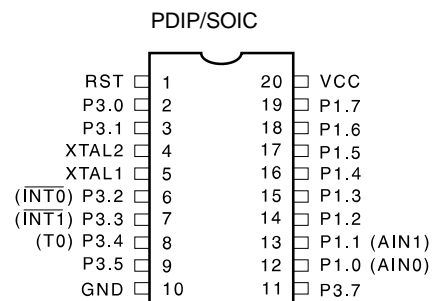 PDIP/SOIC
RST 1 20 VCC
P3.0 2 19 P1.7
P3.1 3 18 P1.6
XTAL2 4 17 P1.5
XTAL1 5 16 P1.4
(INT0) P3.2 6 15 P1.3
(INT1) P3.3 7 14 P1.2
(T0) P3.4 8 13 P1.1 (AIN1)
P3.5 9 12 P1.0 (AIN0)
GND 10 11 P3.7